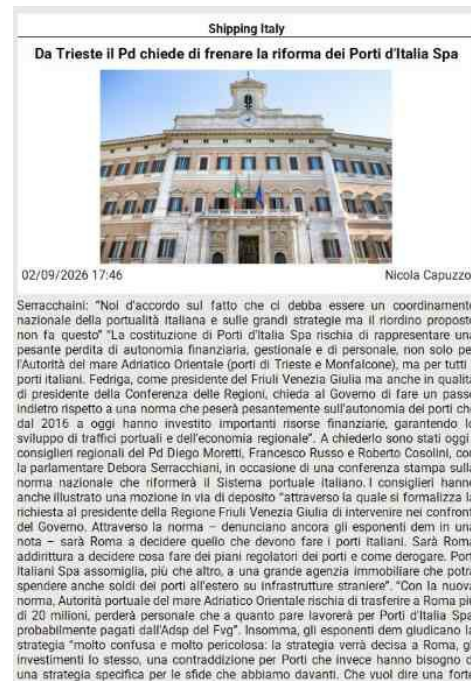 Shipping Italy
Da Trieste il Pd chiede di frenare la riforma dei Porti d'Italia Spa
02/09/2026 17:46
Nicola Capuzzo
Serracchaini: "Noi d'accordo sul fatto che ci debba essere un coordinamento
nazionale della portualità italiana e sulle grandi strategie ma il riordino proposto
non fa questo" "La costituzione di Porti d'Italia Spa rischia di rappresentare una
pesante perdita di autonomia finanziaria, gestionale e di personale, non solo per
l'Autorità del mare Adriatico Orientale (porti di Trieste e Monfalcone), ma per tutti i
porti italiani. Fedriga, come presidente del Friuli Venezia Giulia ma anche in qualità
di presidente della Conferenza delle Regioni, chieda al Governo di fare un passo
indietro rispetto a una norma che peserà pesantemente sull'autonomia dei porti che
dal 2016 a oggi hanno investito importanti risorse finanziarie, garantendo lo
sviluppo di traffici portuali e dell'economia regionale". A chiederlo sono stati oggi i
consiglieri regionali del Pd Diego Moretti, Francesco Russo e Roberto Cosolini, con
la parlamentare Debora Serracchiani, in occasione di una conferenza stampa sulla
norma nazionale che riformerà il Sistema portuale italiano. I consiglieri hanno
anche illustrato una mozione in via di deposito "attraverso la quale si formalizza la
richiesta al presidente della Regione Friuli Venezia Giulia di intervenire nei confronti
del Governo. Attraverso la norma – denunciano ancora gli esponenti dem in una
nota – sarà Roma a decidere quello che devono fare i porti italiani. Sarà Roma
addirittura a decidere cosa fare dei piani regolatori dei porti e come derogare. Porti
Italiani Spa assomiglia, più che altro, a una grande agenzia immobiliare che potrà
spendere anche soldi dei porti all'estero su infrastrutture straniere". "Con la nuova
norma, Autorità portuale del mare Adriatico Orientale rischia di trasferire a Roma più
di 20 milioni, perderà personale che a quanto pare lavorerà per Porti d'Italia Spa,
probabilmente pagati dall'Adsp del Fvg". Insomma, gli esponenti dem giudicano la
strategia "molto confusa e molto pericolosa: la strategia verrà decisa a Roma, gli
investimenti lo stesso, una contraddizione per Porti che invece hanno bisogno di
una strategia specifica per le sfide che abbiamo davanti. Che vuol dire una forte